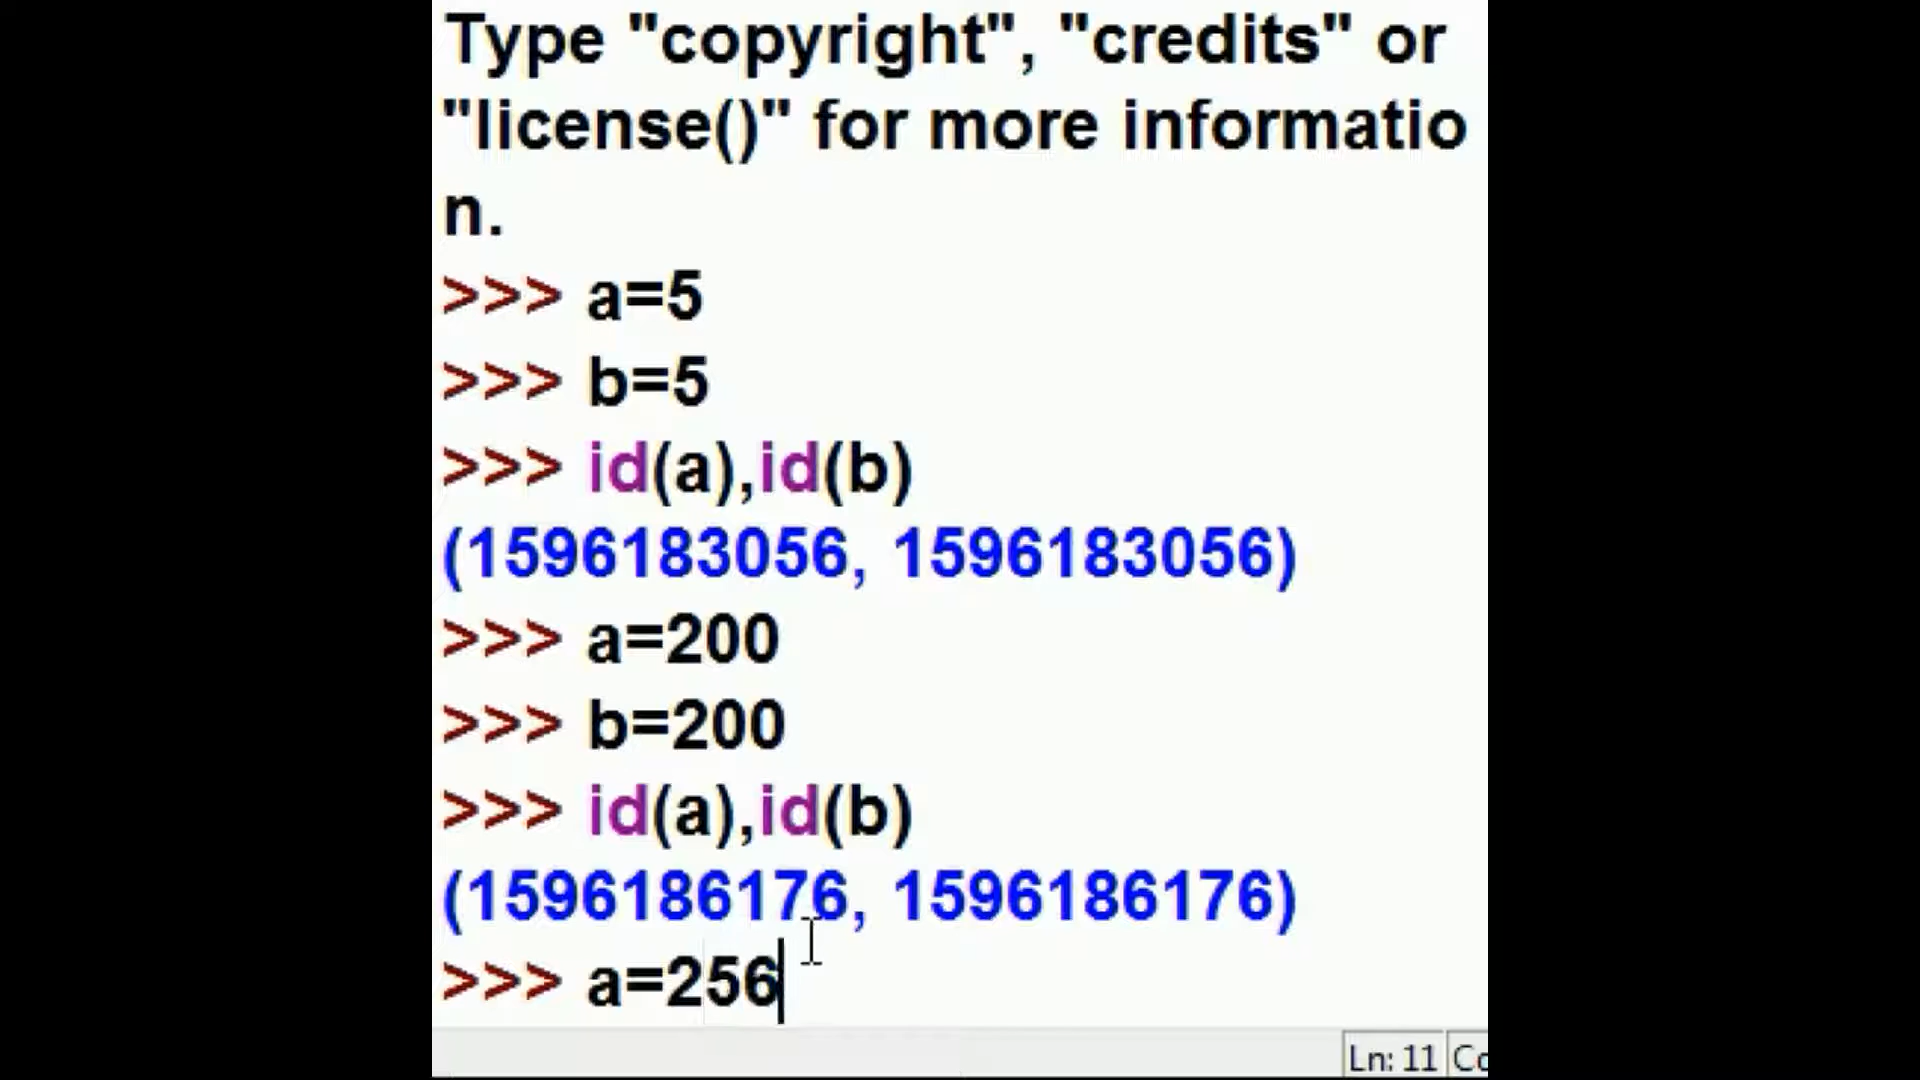 Type "copyright", "credits" or
"license()" for more informatio
n.
>>> a=5
>>> b=5
>>> id(a),id(b)
(1596183056, 1596183056)
>>> a=200
>>> b=200
>>> id(a),id(b)
(1596186176, 1596186176)
>>> a=256
Ln: 11 Co